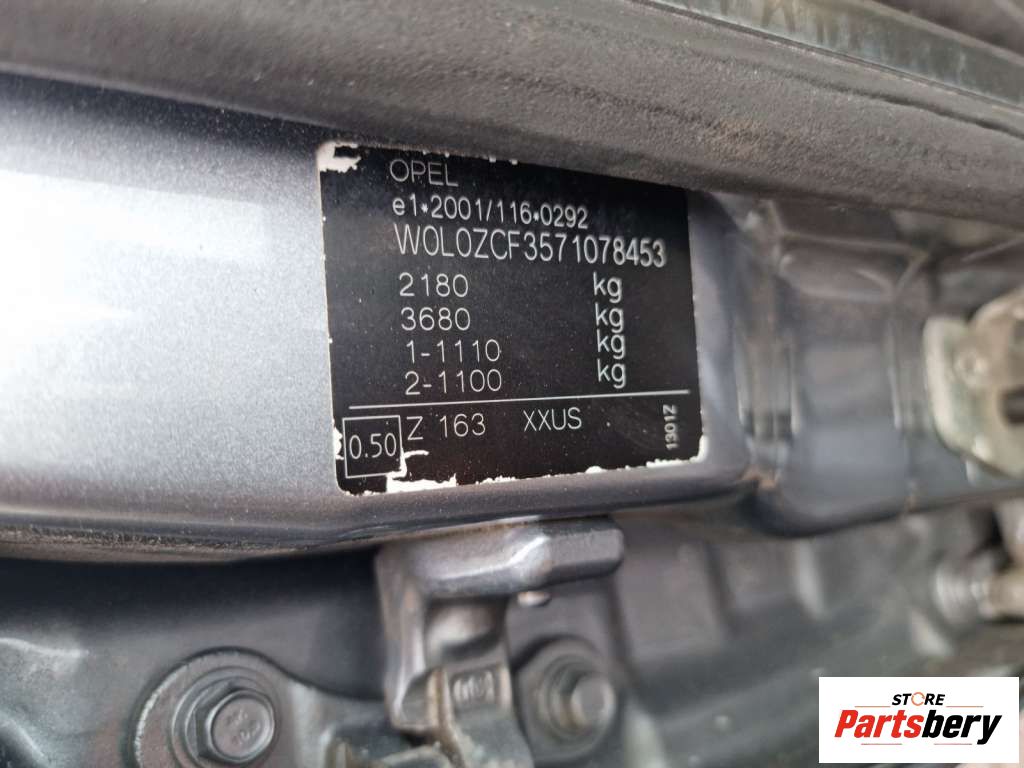 OPEL
e1*2001/116*0292
W0L0ZCF3571078453
2180 kg
3680 kg
1-1110 kg
2-1100 kg
0.50 Z 163 XXUS
1301Z
STORE
Partsbery